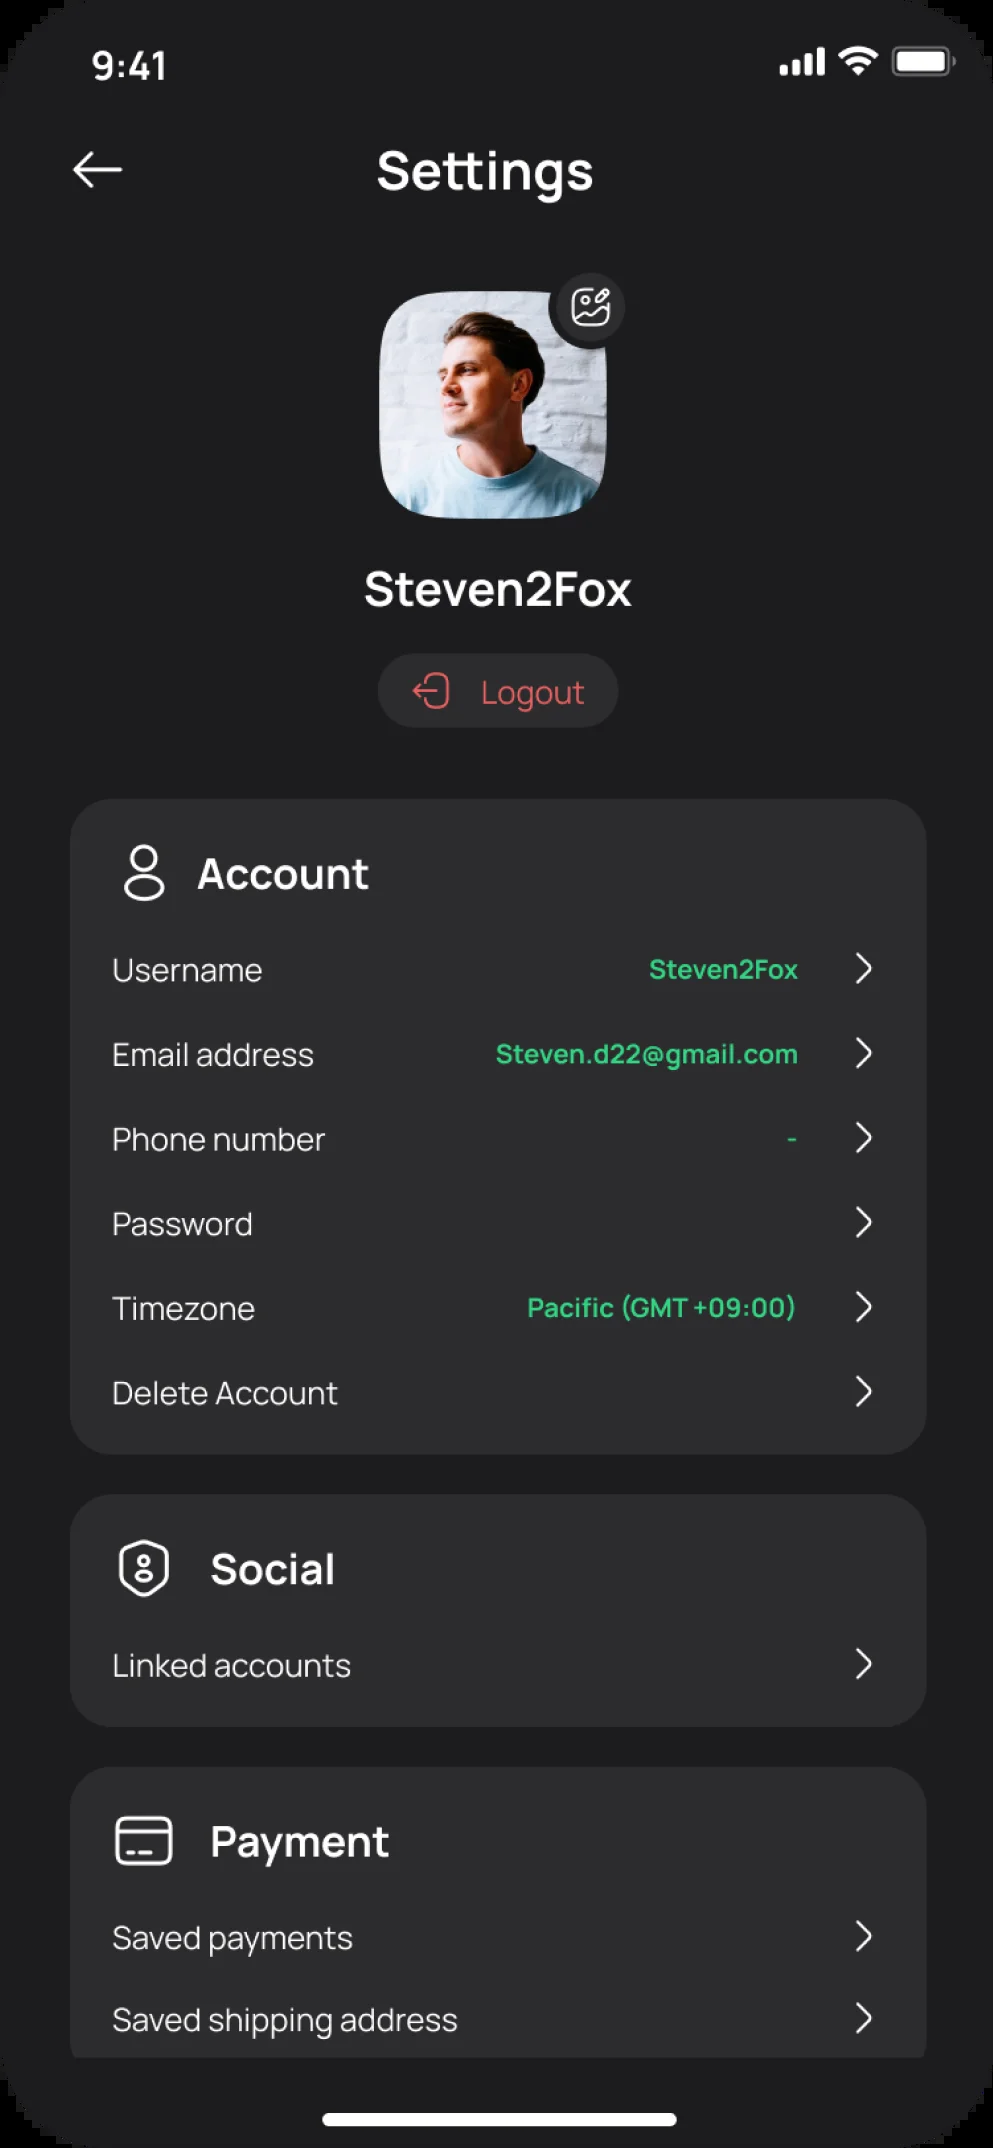 9:41
Settings
Steven2Fox
Logout
Account
Username Steven2Fox
Email address Steven.d22@gmail.com
Phone number -
Password
Timezone Pacific (GMT +09:00)
Delete Account
Social
Linked accounts
Payment
Saved payments
Saved shipping address